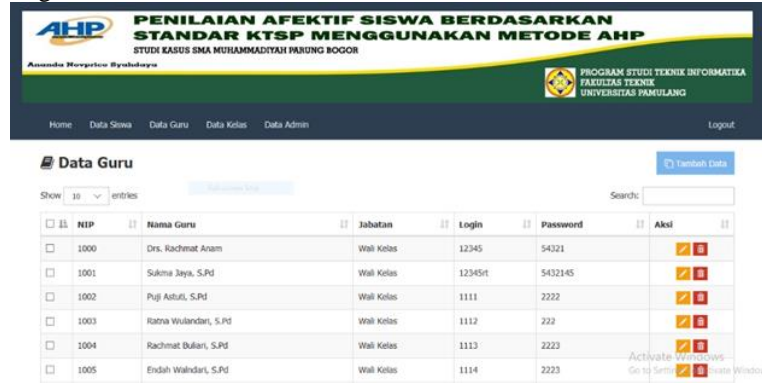 AHP
PENILAIAN AFEKTIF SISWA BERDASARKAN
STANDAR KTSP MENGGUNAKAN METODE AHP
STUDI KASUS SMA MUHAMMADIYAH PARUNG BOGOR
Ananda Novprico Syahdayu
PROGRAM STUDI TEKNIK INFORMATIKA
FAKULTAS TEKNIK
UNIVERSITAS PAMULANG
Home Data Siswa Data Guru Data Kelas Data Admin Logout
Data Guru Tambah Data
Show 10 entries Search:
NIP Nama Guru Jabatan Login Password Aksi
1000 Drs. Rachmat Anam Wali Kelas 12345 54321
1001 Sukma Jaya, S.Pd Wali Kelas 12345rt 5432145
1002 Puji Astuti, S.Pd Wali Kelas 1111 2222
1003 Ratna Wulandari, S.Pd Wali Kelas 1112 222
1004 Rachmat Buliari, S.Pd Wali Kelas 1113 2223
1005 Endah Walndari, S.Pd Wali Kelas 1114 2223
Activate Windows